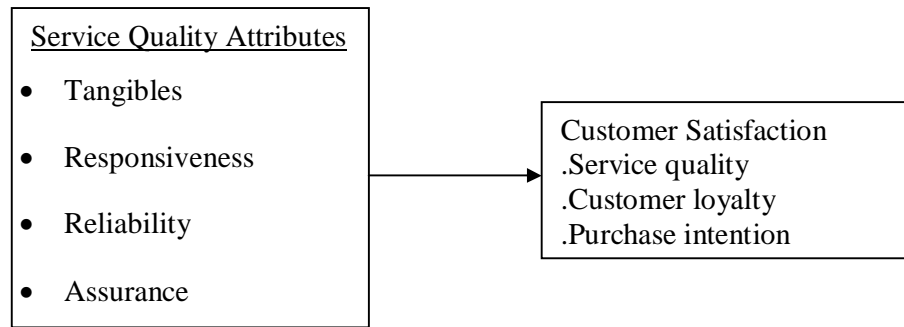 Service Quality Attributes
• Tangibles
• Responsiveness
• Reliability
• Assurance
Customer Satisfaction
.Service quality
.Customer loyalty
.Purchase intention